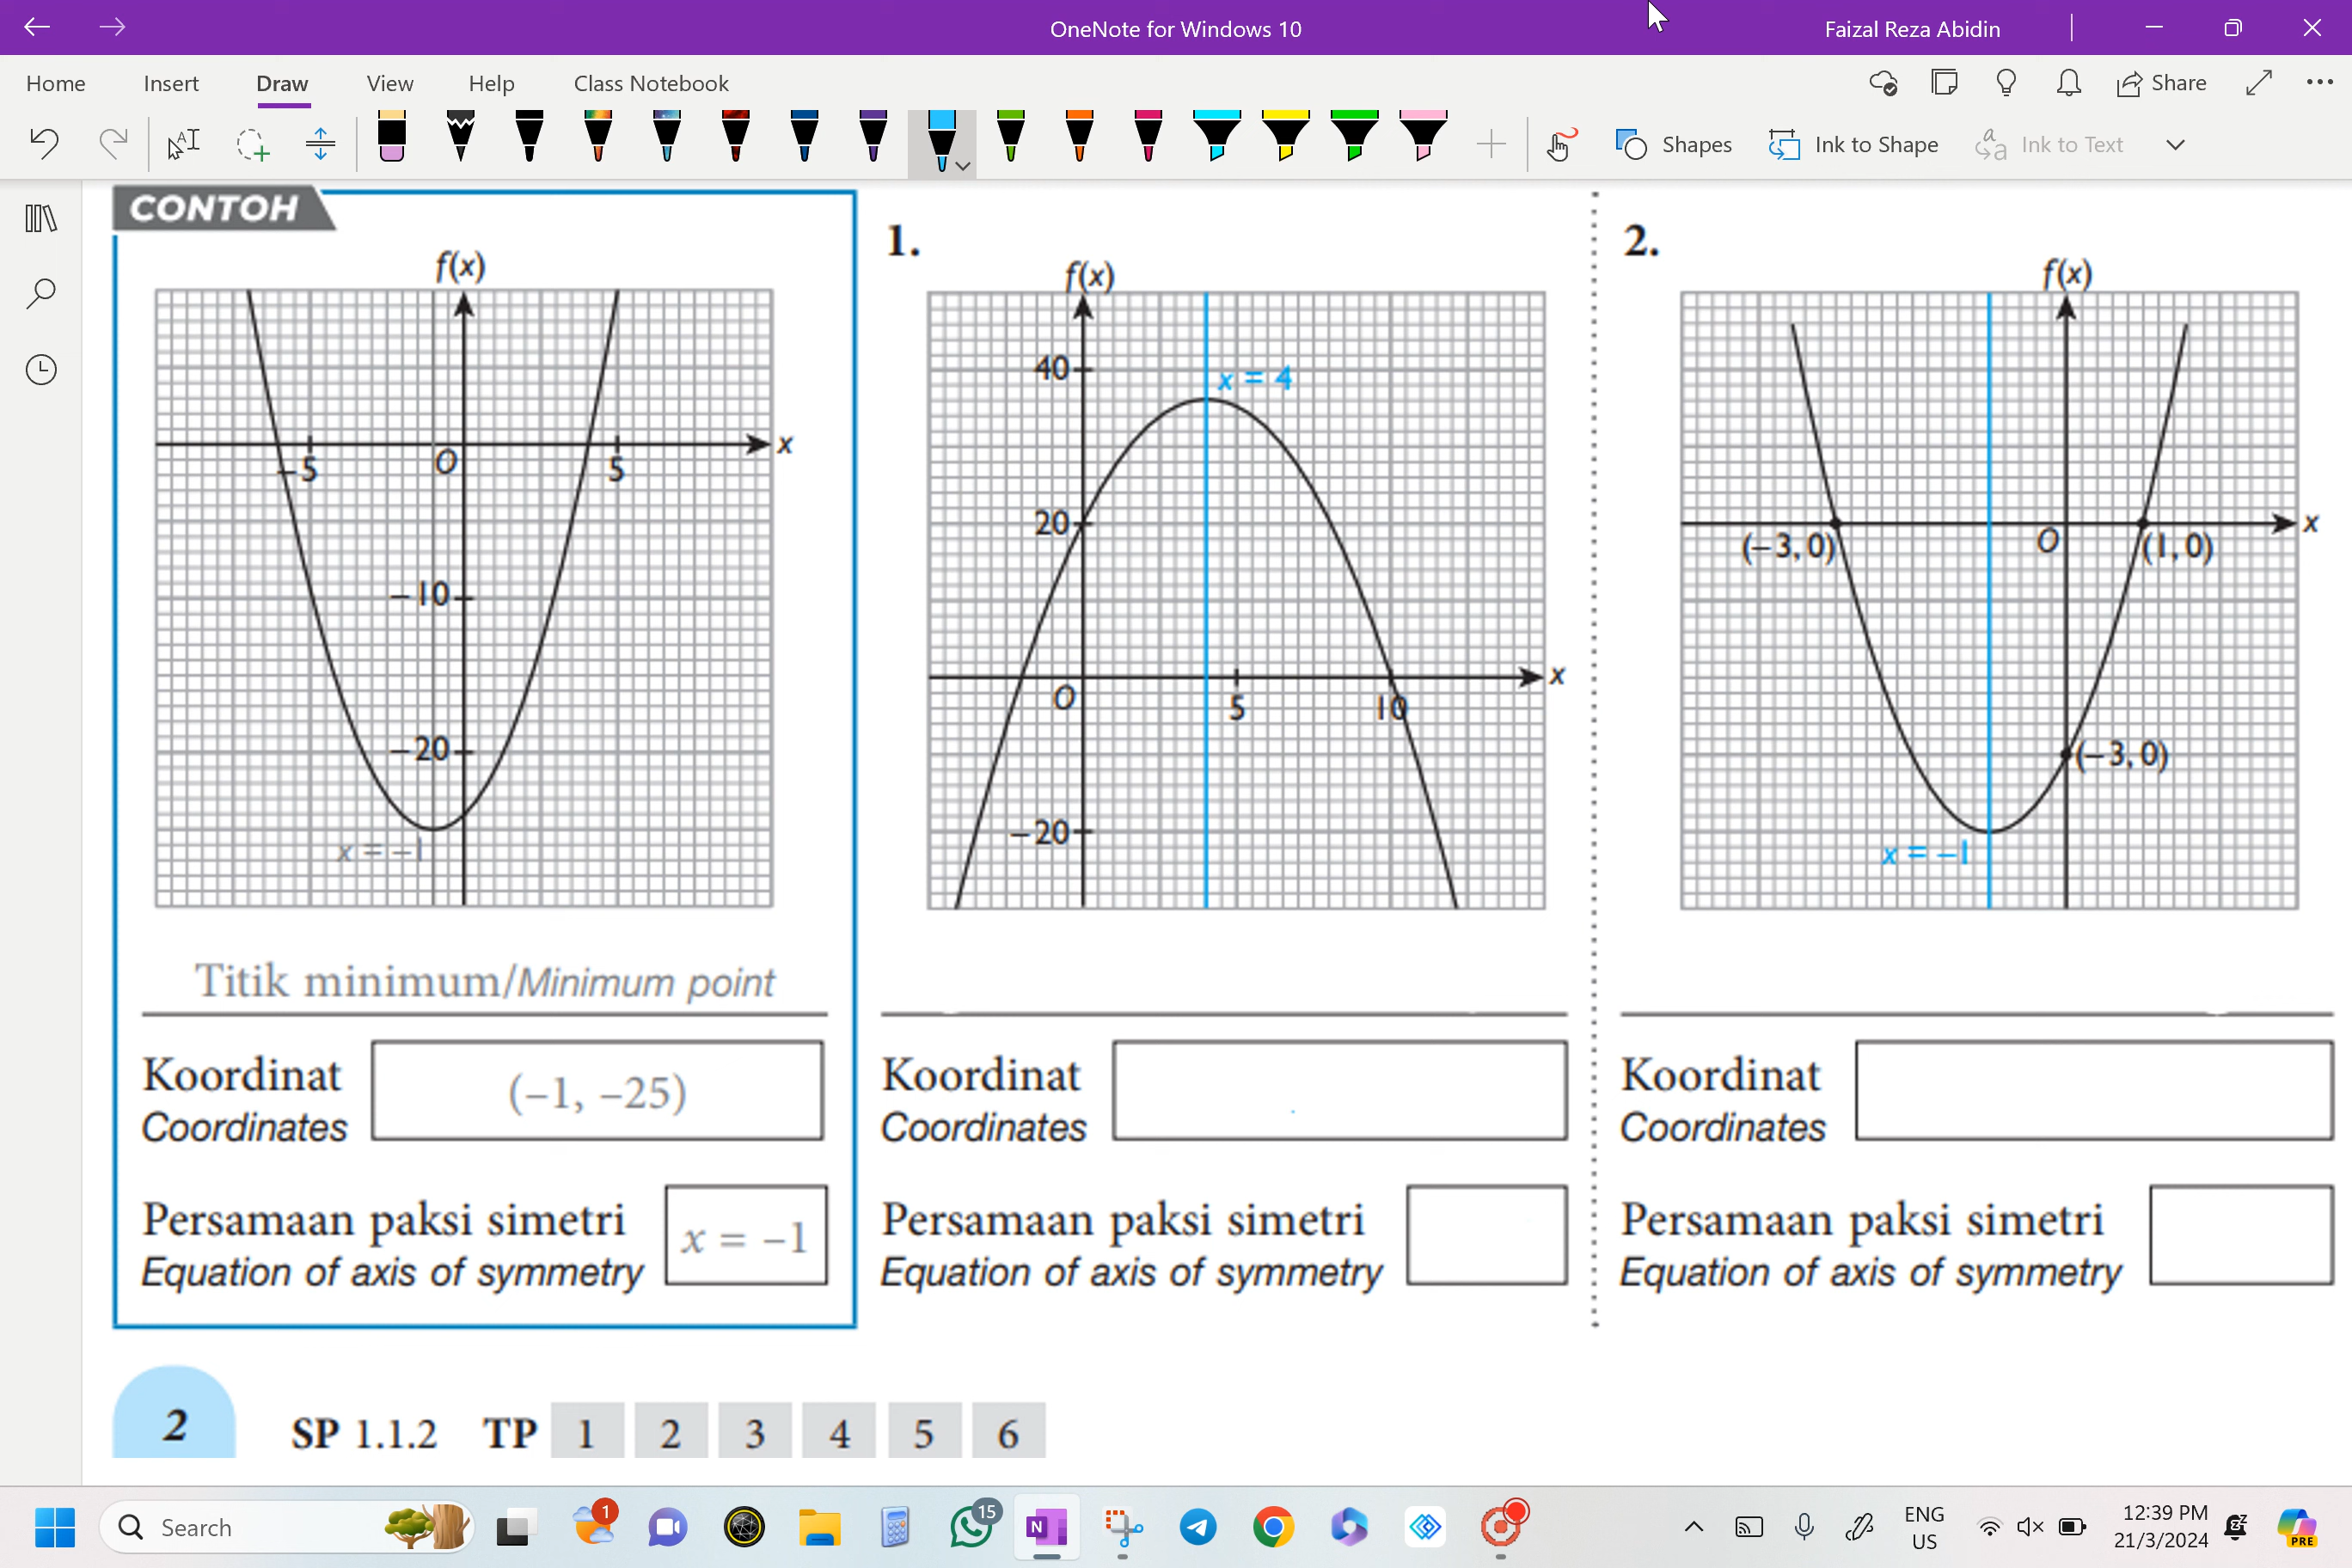 OneNote for Windows 10
Faizal Reza Abidin
Home Insert Draw View Help Class Notebook
Share
Shapes Ink to Shape Ink to Text
CONTOH
f(x)
x
−5 O 5
−10
−20
x = −1
Titik minimum/Minimum point
Koordinat
Coordinates
(−1, −25)
Persamaan paksi simetri
Equation of axis of symmetry
x = −1
1.
f(x)
40
x = 4
20
x
O 5 10
−20
Koordinat
Coordinates
Persamaan paksi simetri
Equation of axis of symmetry
2.
f(x)
x
(−3, 0) O (1, 0)
(−3, 0)
x = −1
Koordinat
Coordinates
Persamaan paksi simetri
Equation of axis of symmetry
2 SP 1.1.2 TP 1 2 3 4 5 6
Search
1
15
ENG
US
12:39 PM
21/3/2024
PRE